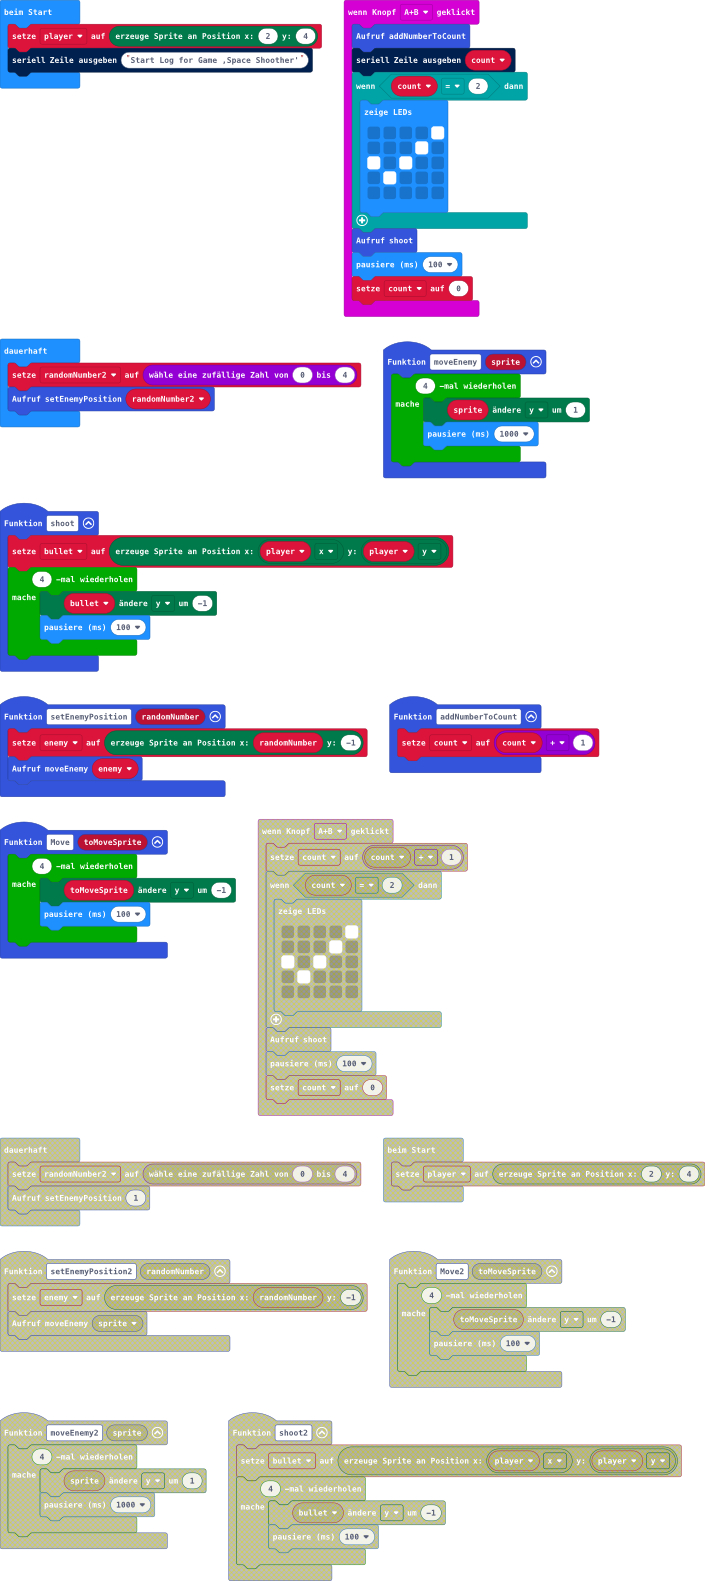 beim Start
setze player auf erzeuge Sprite an Position x: 2 y: 4
seriell Zeile ausgeben "Start Log for Game ,Space Shoother'"
wenn Knopf A+B geklickt
Aufruf addNumberToCount
seriell Zeile ausgeben count
wenn count = 2 dann
zeige LEDs
Aufruf shoot
pausiere (ms) 100
setze count auf 0
dauerhaft
setze randomNumber2 auf wähle eine zufällige Zahl von 0 bis 4
Aufruf setEnemyPosition randomNumber2
Funktion moveEnemy sprite
4 -mal wiederholen
mache
sprite ändere y um 1
pausiere (ms) 1000
Funktion shoot
setze bullet auf erzeuge Sprite an Position x: player x y: player y
4 -mal wiederholen
mache
bullet ändere y um -1
pausiere (ms) 100
Funktion setEnemyPosition randomNumber
setze enemy auf erzeuge Sprite an Position x: randomNumber y: -1
Aufruf moveEnemy enemy
Funktion addNumberToCount
setze count auf count + 1
Funktion Move toMoveSprite
4 -mal wiederholen
mache
toMoveSprite ändere y um -1
pausiere (ms) 100
wenn Knopf A+B geklickt
setze count auf count + 1
wenn count = 2 dann
zeige LEDs
Aufruf shoot
pausiere (ms) 100
setze count auf 0
dauerhaft
setze randomNumber2 auf wähle eine zufällige Zahl von 0 bis 4
Aufruf setEnemyPosition 1
beim Start
setze player auf erzeuge Sprite an Position x: 2 y: 4
Funktion setEnemyPosition2 randomNumber
setze enemy auf erzeuge Sprite an Position x: randomNumber y: -1
Aufruf moveEnemy sprite
Funktion Move2 toMoveSprite
4 -mal wiederholen
mache
toMoveSprite ändere y um -1
pausiere (ms) 100
Funktion moveEnemy2 sprite
4 -mal wiederholen
mache
sprite ändere y um 1
pausiere (ms) 1000
Funktion shoot2
setze bullet auf erzeuge Sprite an Position x: player x y: player y
4 -mal wiederholen
mache
bullet ändere y um -1
pausiere (ms) 100